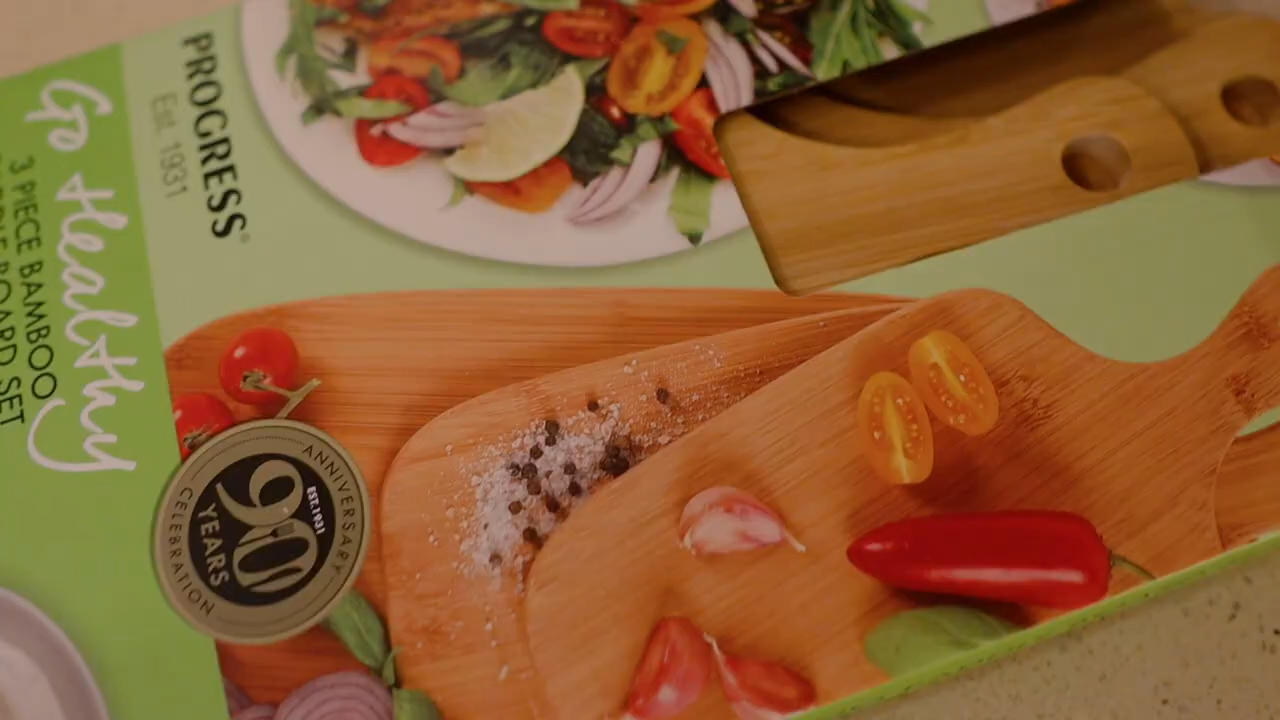 PROGRESS®
Est. 1931
Go Healthy
3 PIECE BAMBOO
BOARD SET
ANNIVERSARY
EST.1931
90
YEARS
CELEBRATION